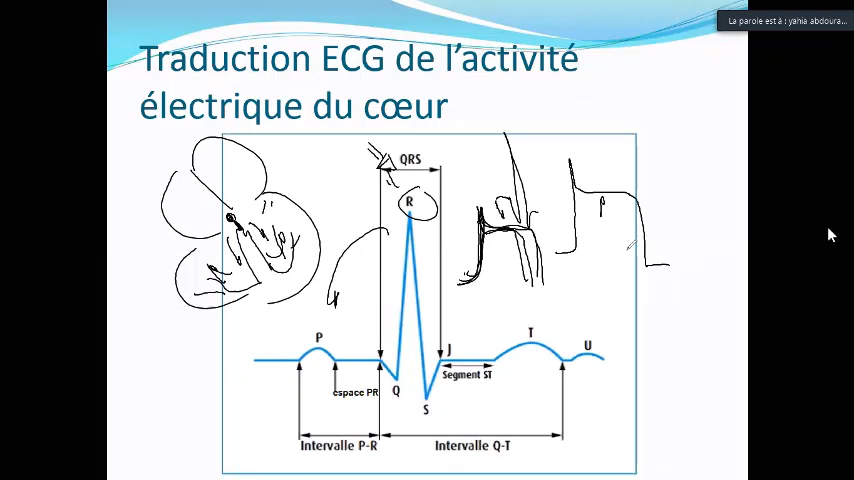 La parole est à : yahia abdoura...
Traduction ECG de l'activité
électrique du cœur
QRS
R
P
P
J
T
U
espace PR
Q
Segment ST
S
Intervalle P-R
Intervalle Q-T